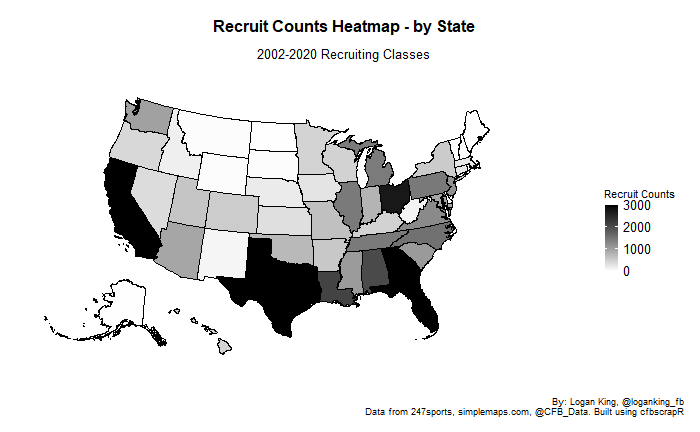 Recruit Counts Heatmap - by State
2002-2020 Recruiting Classes
Recruit Counts
3000
2000
1000
0
By: Logan King, @loganking_fb
Data from 247sports, simplemaps.com, @CFB_Data. Built using cfbscrapR